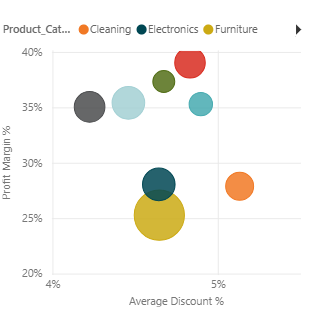 Product_Cat... Cleaning Electronics Furniture
40%
35%
30%
25%
20%
Profit Margin %
4% 5%
Average Discount %